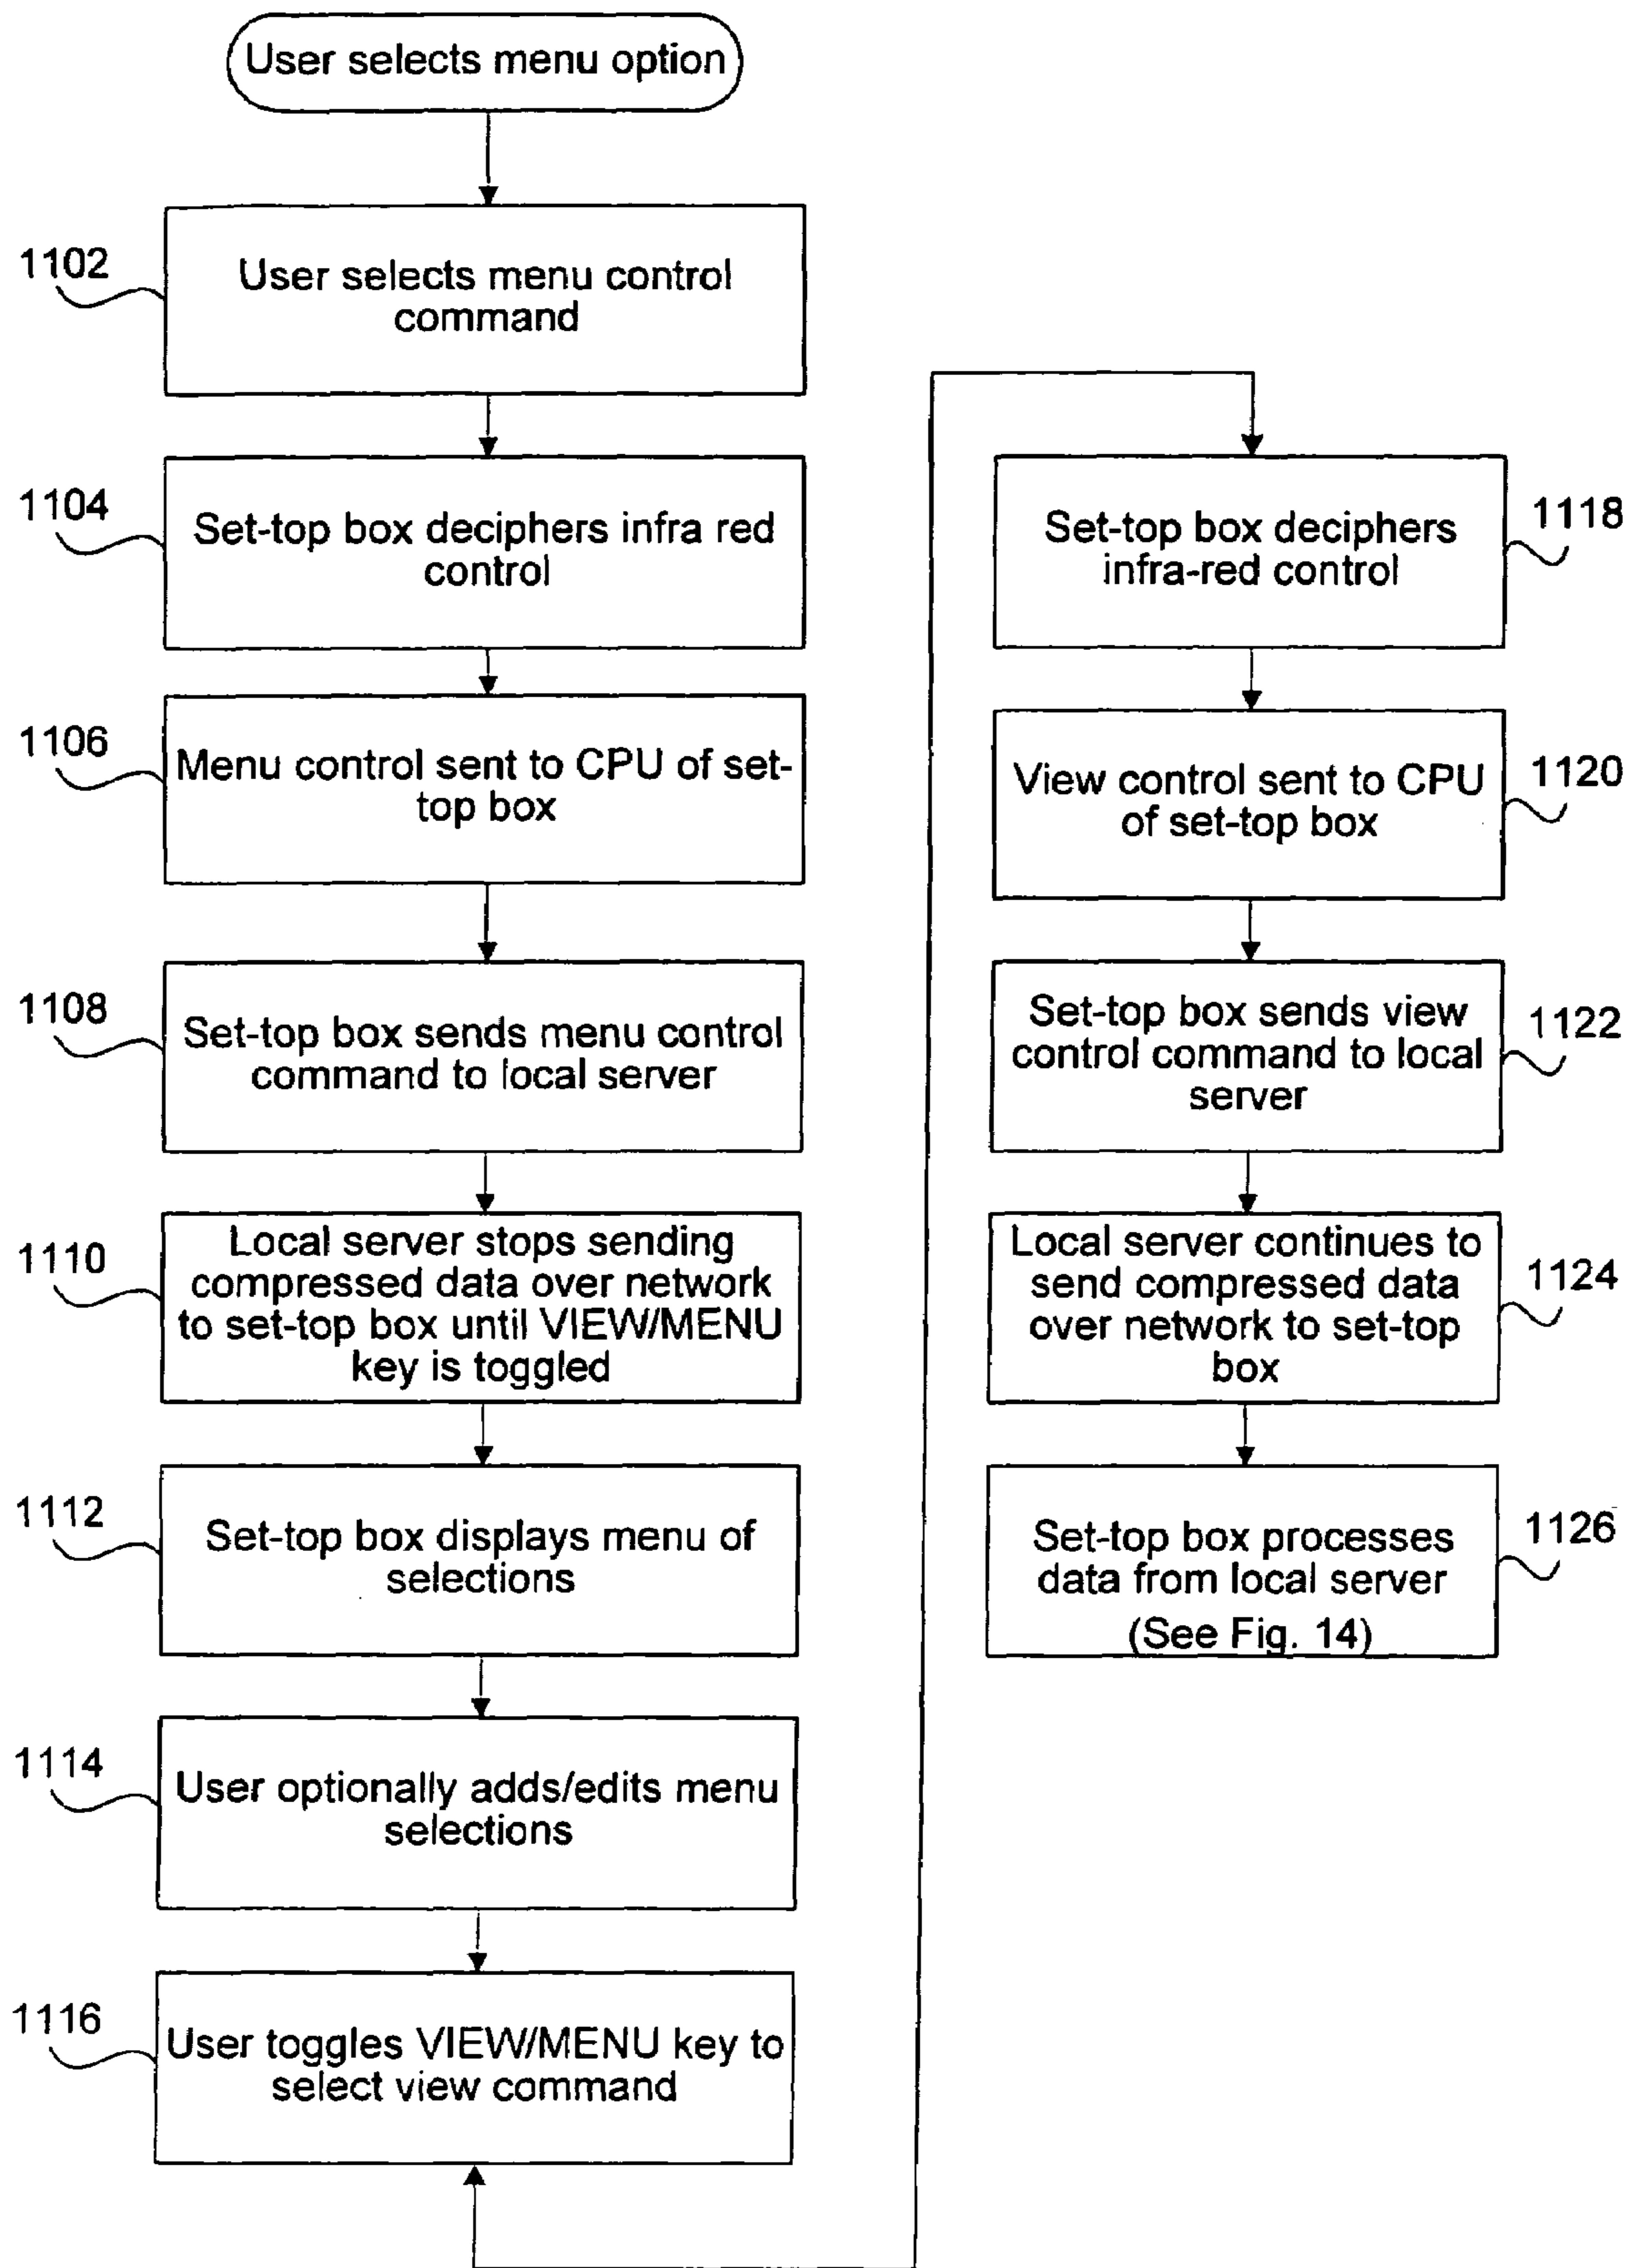 User selects menu option
1102
User selects menu control
command
1104
Set-top box deciphers infra red
control
1106
Menu control sent to CPU of set-
top box
1108
Set-top box sends menu control
command to local server
1110
Local server stops sending
compressed data over network
to set-top box until VIEW/MENU
key is toggled
1112
Set-top box displays menu of
selections
1114
User optionally adds/edits menu
selections
1116
User toggles VIEW/MENU key to
select view command
Set-top box deciphers
infra-red control
1118
View control sent to CPU
of set-top box
1120
Set-top box sends view
control command to local
server
1122
Local server continues to
send compressed data
over network to set-top
box
1124
Set-top box processes
data from local server
(See Fig. 14)
1126